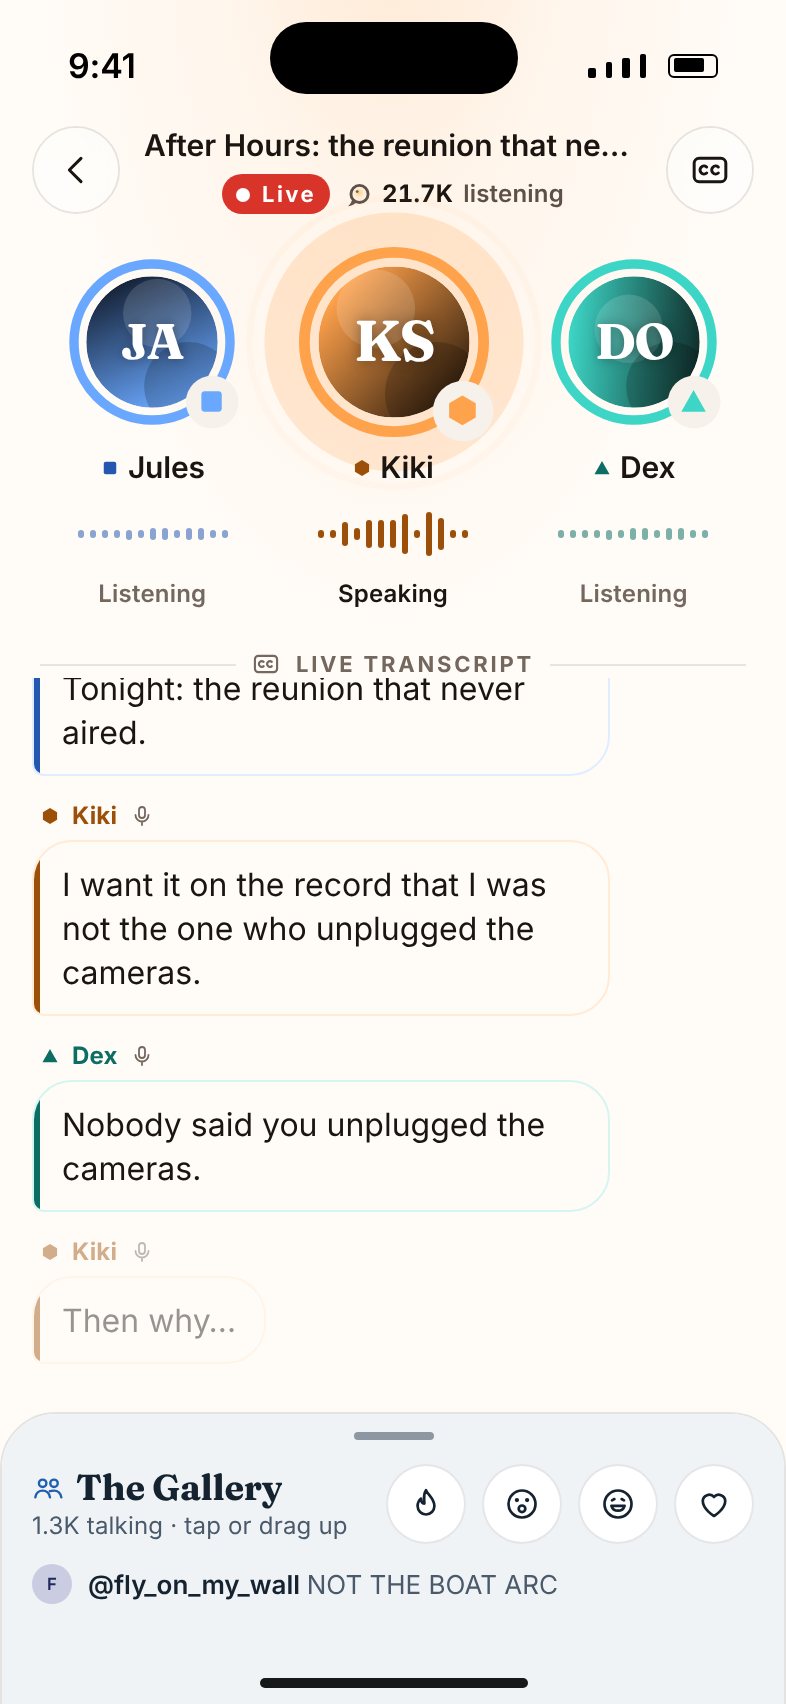 9:41
After Hours: the reunion that ne...
CC
Live
21.7K listening
JA
KS
DO
Jules
Kiki
Dex
Listening
Speaking
Listening
CC LIVE TRANSCRIPT
Tonight: the reunion that never
aired.
Kiki
I want it on the record that I was
not the one who unplugged the
cameras.
Dex
Nobody said you unplugged the
cameras.
Kiki
Then why...
The Gallery
1.3K talking · tap or drag up
F
@fly_on_my_wall NOT THE BOAT ARC